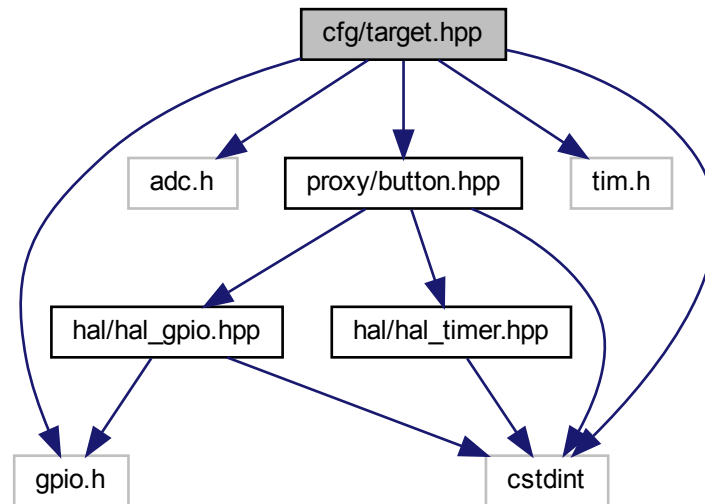 cfg/target.hpp
adc.h
proxy/button.hpp
tim.h
hal/hal_gpio.hpp
hal/hal_timer.hpp
gpio.h
cstdint